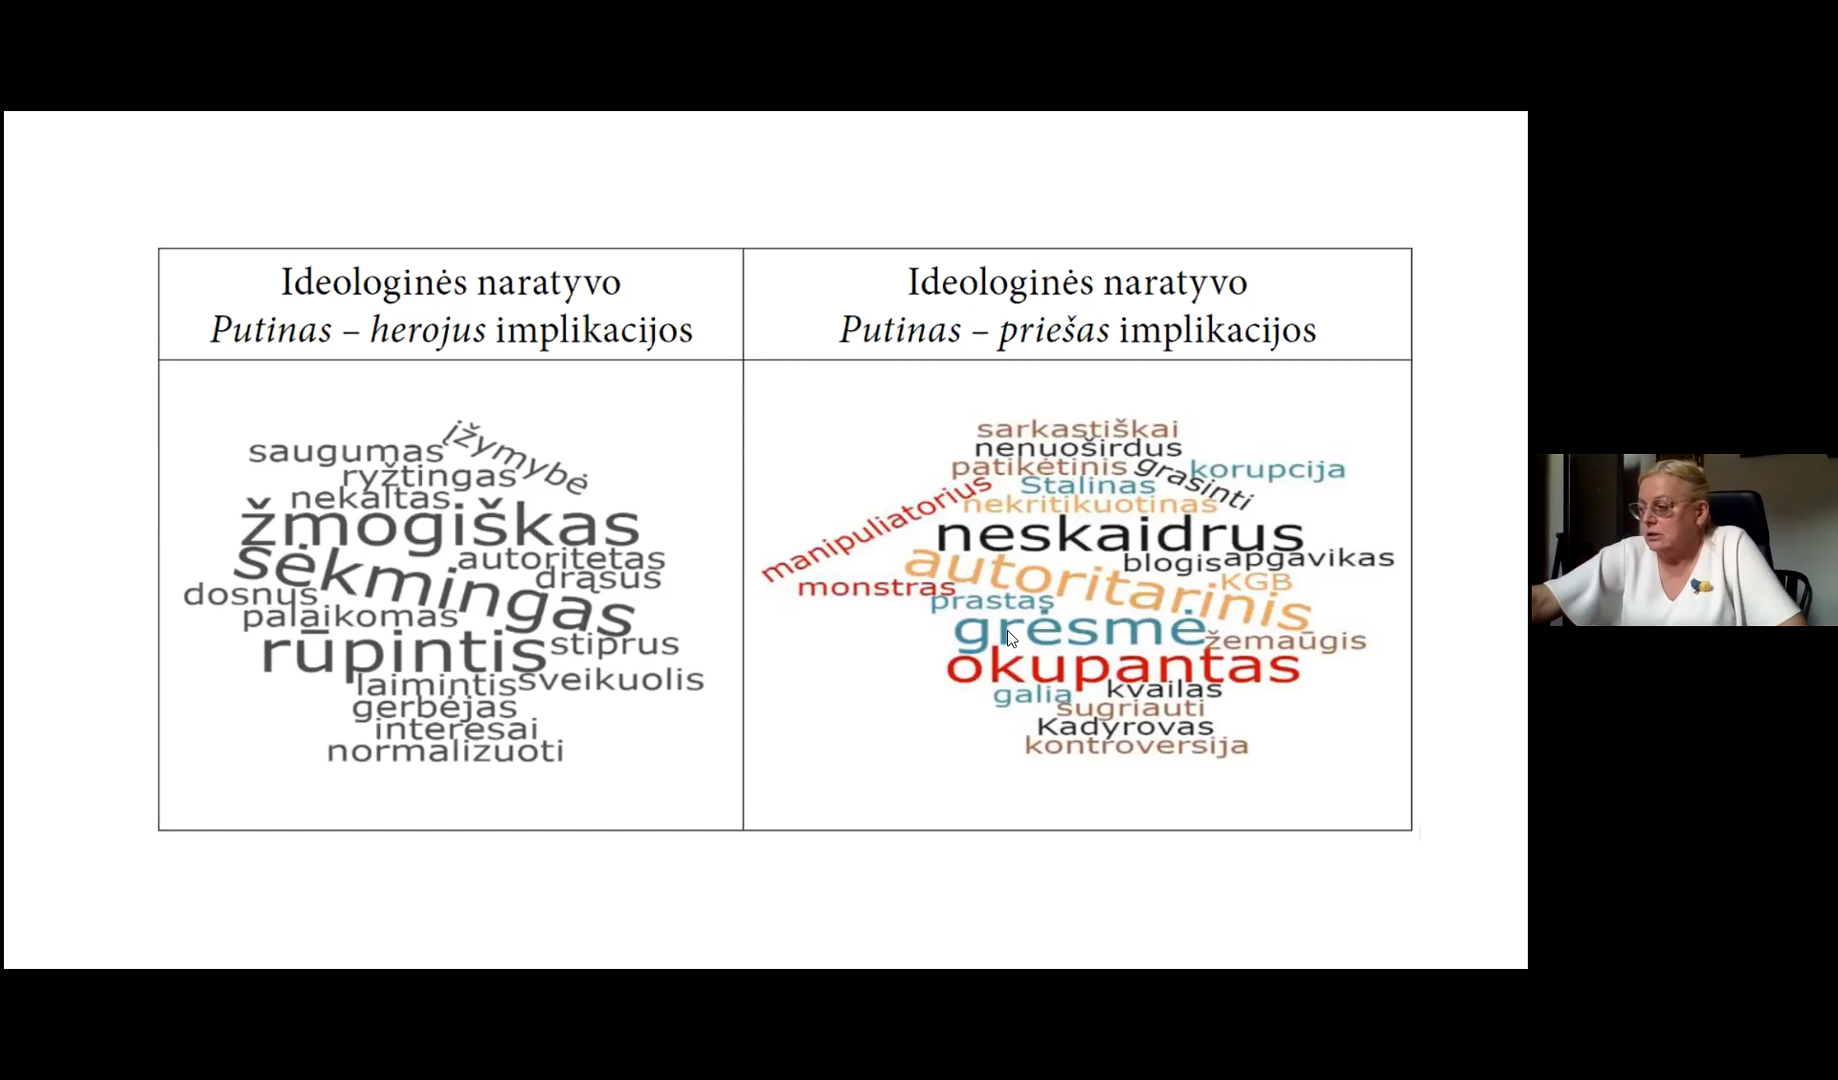 Ideologinės naratyvo
Putinas – herojus implikacijos
Ideologinės naratyvo
Putinas – priešas implikacijos
įžymybė
saugumas
ryžtingas
nekaltas
žmogiškas
sėkmingas
autoritetas
drąsus
dosnus
palaikomas
rūpintis
stiprus
laimintis
sveikuolis
gerbėjas
interesai
normalizuoti
sarkastiškai
nenuoširdus
patikėtinis
grasinti
korupcija
Stalinas
manipuliatorius
nekritikuotinas
neskaidrus
autoritarinis
blogis
apgavikas
monstras
KGB
prastas
grėsmė
žemaūgis
okupantas
galia
kvailas
sugriauti
Kadyrovas
kontroversija